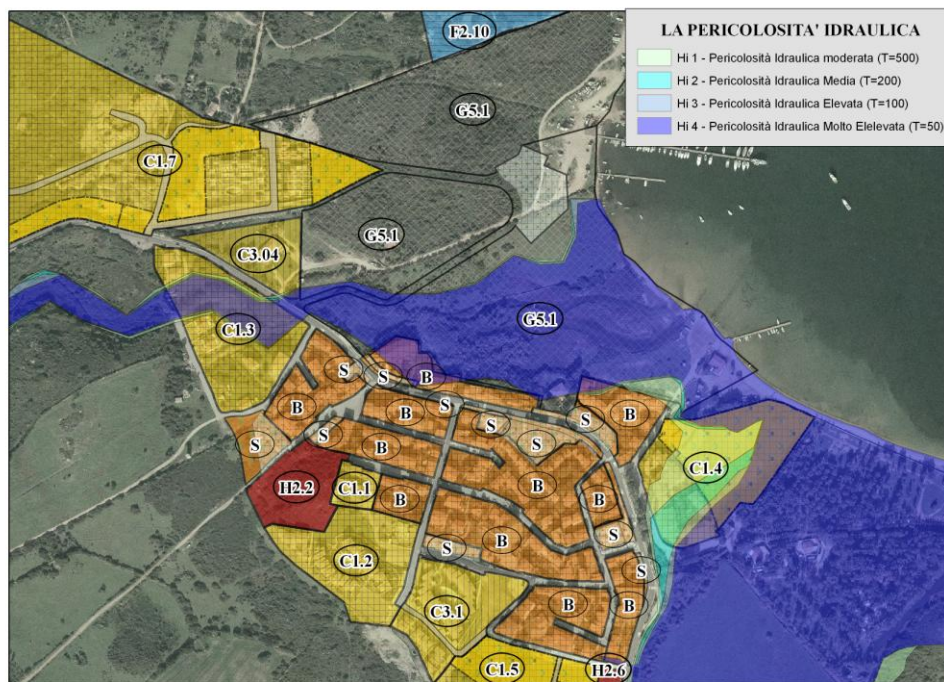 LA PERICOLOSITA' IDRAULICA
Hi 1 - Pericolosità Idraulica moderata (T=500)
Hi 2 - Pericolosità Idraulica Media (T=200)
Hi 3 - Pericolosità Idraulica Elevata (T=100)
Hi 4 - Pericolosità Idraulica Molto Elelevata (T=50)
F2.10
G5.1
C1.7
G5.1
C3.04
G5.1
C1.3
S
S
B
B
B
S
S
S
B
S
S
B
S
C1.4
H2.2
C1.1
B
B
B
S
B
S
C1.2
S
C3.1
B
B
C1.5
H2.6